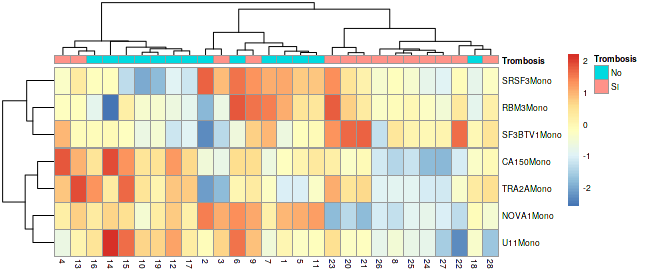 Trombosis
SRSF3Mono
RBM3Mono
SF3BTV1Mono
CA150Mono
TRA2AMono
NOVA1Mono
U11Mono
4 13 16 14 15 10 19 12 17 2 3 6 9 7 1 5 11 23 20 21 26 8 25 24 27 22 18 28
2
1
0
-1
-2
Trombosis
No
SI